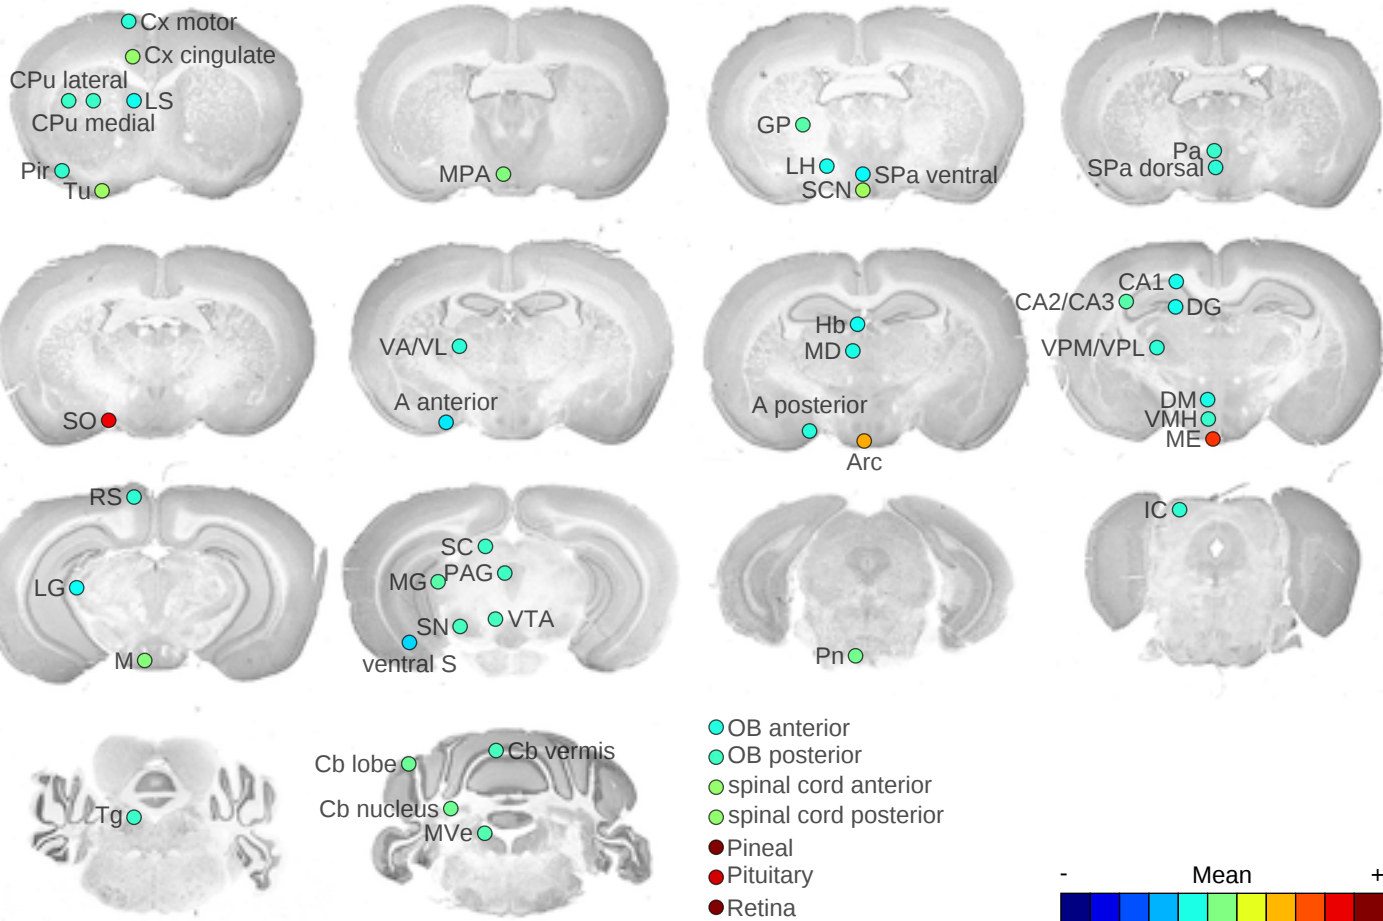 Cx motor
Cx cingulate
CPu lateral
LS
CPu medial
Pir
Tu
MPA
GP
LH
SPa ventral
SCN
Pa
SPa dorsal
SO
VA/VL
A anterior
Hb
MD
A posterior
Arc
CA1
CA2/CA3
DG
VPM/VPL
DM
VMH
ME
RS
LG
M
SC
MG
PAG
SN
VTA
ventral S
Pn
IC
Tg
Cb lobe
Cb vermis
Cb nucleus
MVe
OB anterior
OB posterior
spinal cord anterior
spinal cord posterior
Pineal
Pituitary
Retina
- Mean +